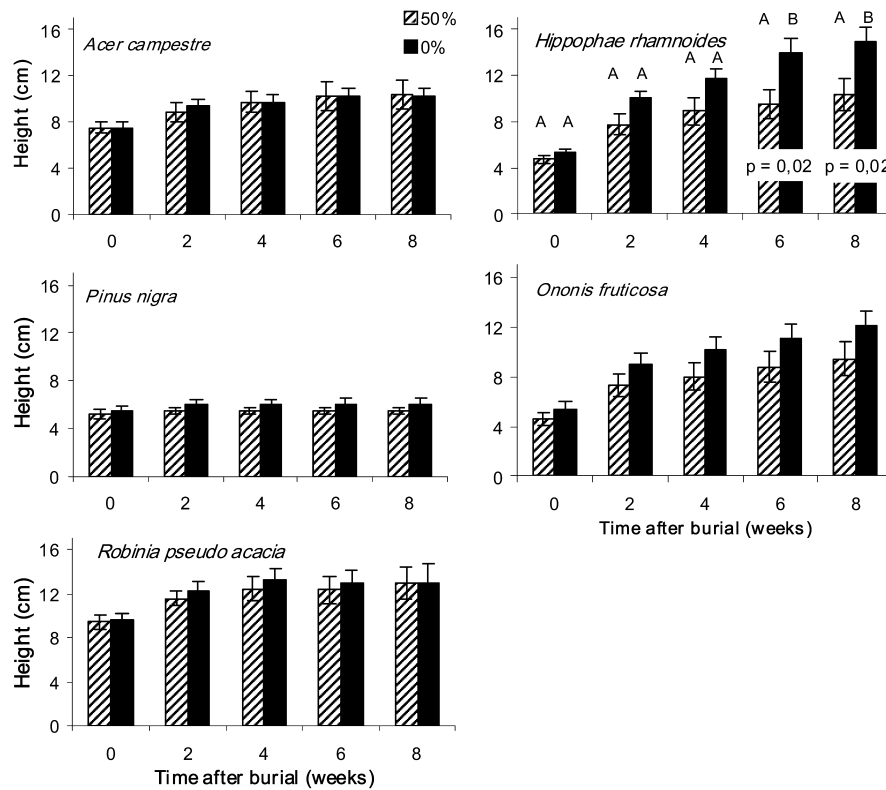 Acer campestre
50%
0%
Height (cm)
16
12
8
4
0
0 2 4 6 8
Hippophae rhamnoides
16
12
8
4
0
A A
A A
A A
A B
A B
p = 0,02
p = 0,02
0 2 4 6 8
Pinus nigra
Height (cm)
16
12
8
4
0
0 2 4 6 8
Ononis fruticosa
16
12
8
4
0
0 2 4 6 8
Time after burial (weeks)
Robinia pseudo acacia
Height (cm)
16
12
8
4
0
0 2 4 6 8
Time after burial (weeks)